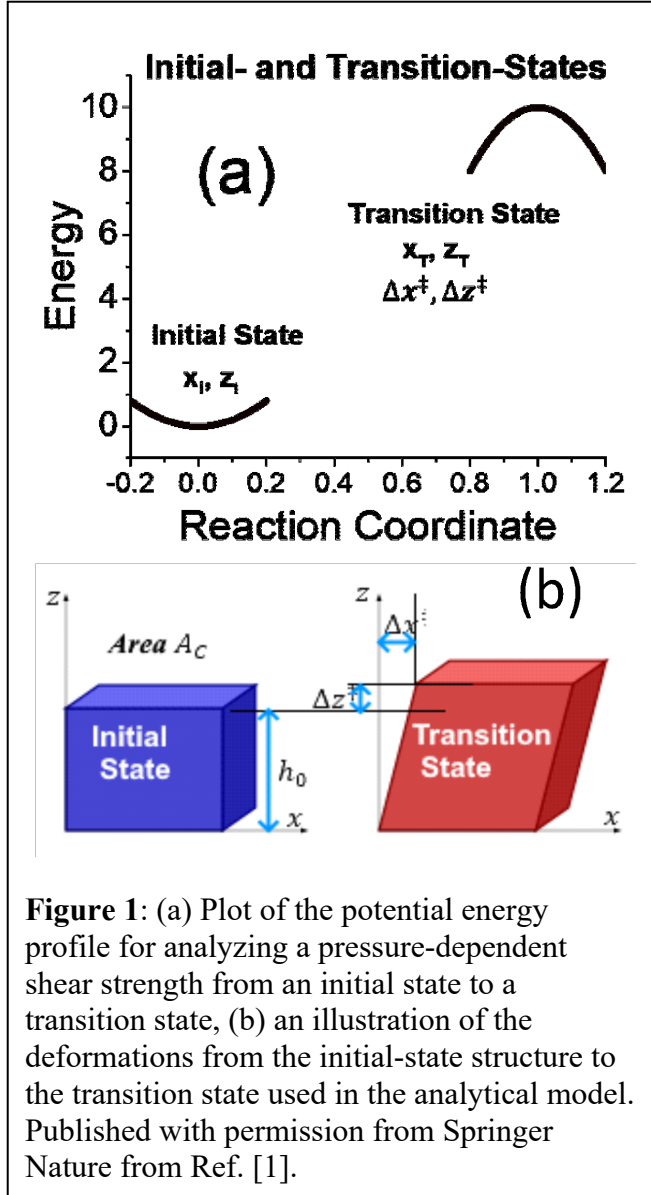 Initial- and Transition-States
10
8
6
4
2
0
Energy
(a)
Transition State
x_T, z_T
Δx‡, Δz‡
Initial State
x_I, z_I
-0.2 0.0 0.2 0.4 0.6 0.8 1.0 1.2
Reaction Coordinate
(b)
z
Area A_C
Initial
State
h₀
x
z
Δx‡
Δz‡
Transition
State
x
Figure 1: (a) Plot of the potential energy
profile for analyzing a pressure-dependent
shear strength from an initial state to a
transition state, (b) an illustration of the
deformations from the initial-state structure to
the transition state used in the analytical model.
Published with permission from Springer
Nature from Ref. [1].